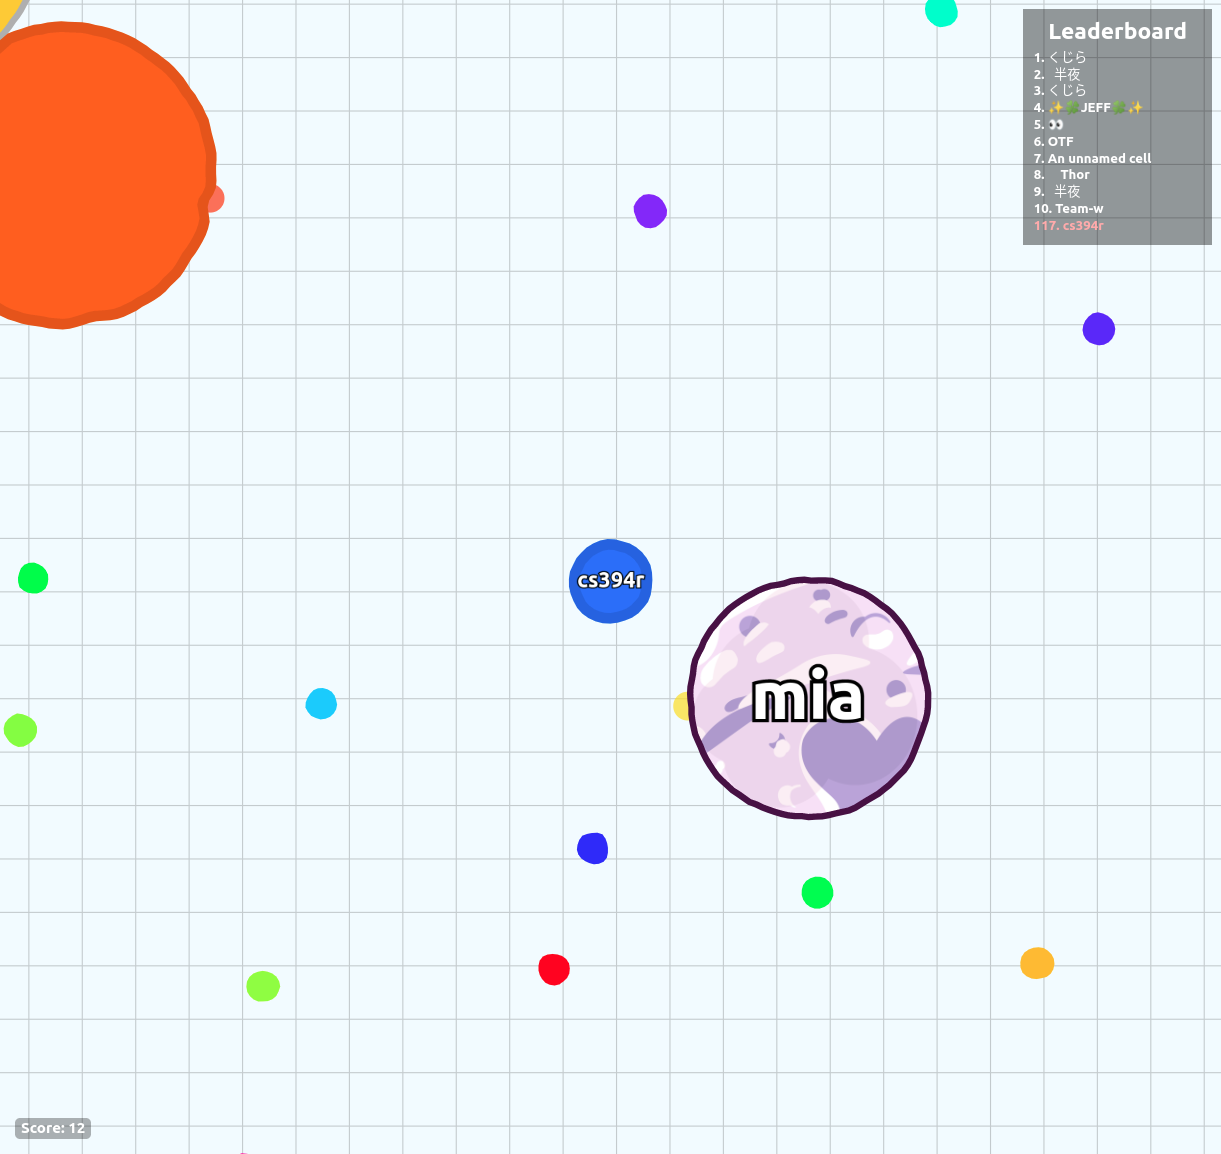 Leaderboard
1. くじら
2. 半夜
3. くじら
4. ✨🍀JEFF🍀✨
5. 👀
6. OTF
7. An unnamed cell
8. Thor
9. 半夜
10. Team-w
117. cs394r
cs394r
mia
Score: 12